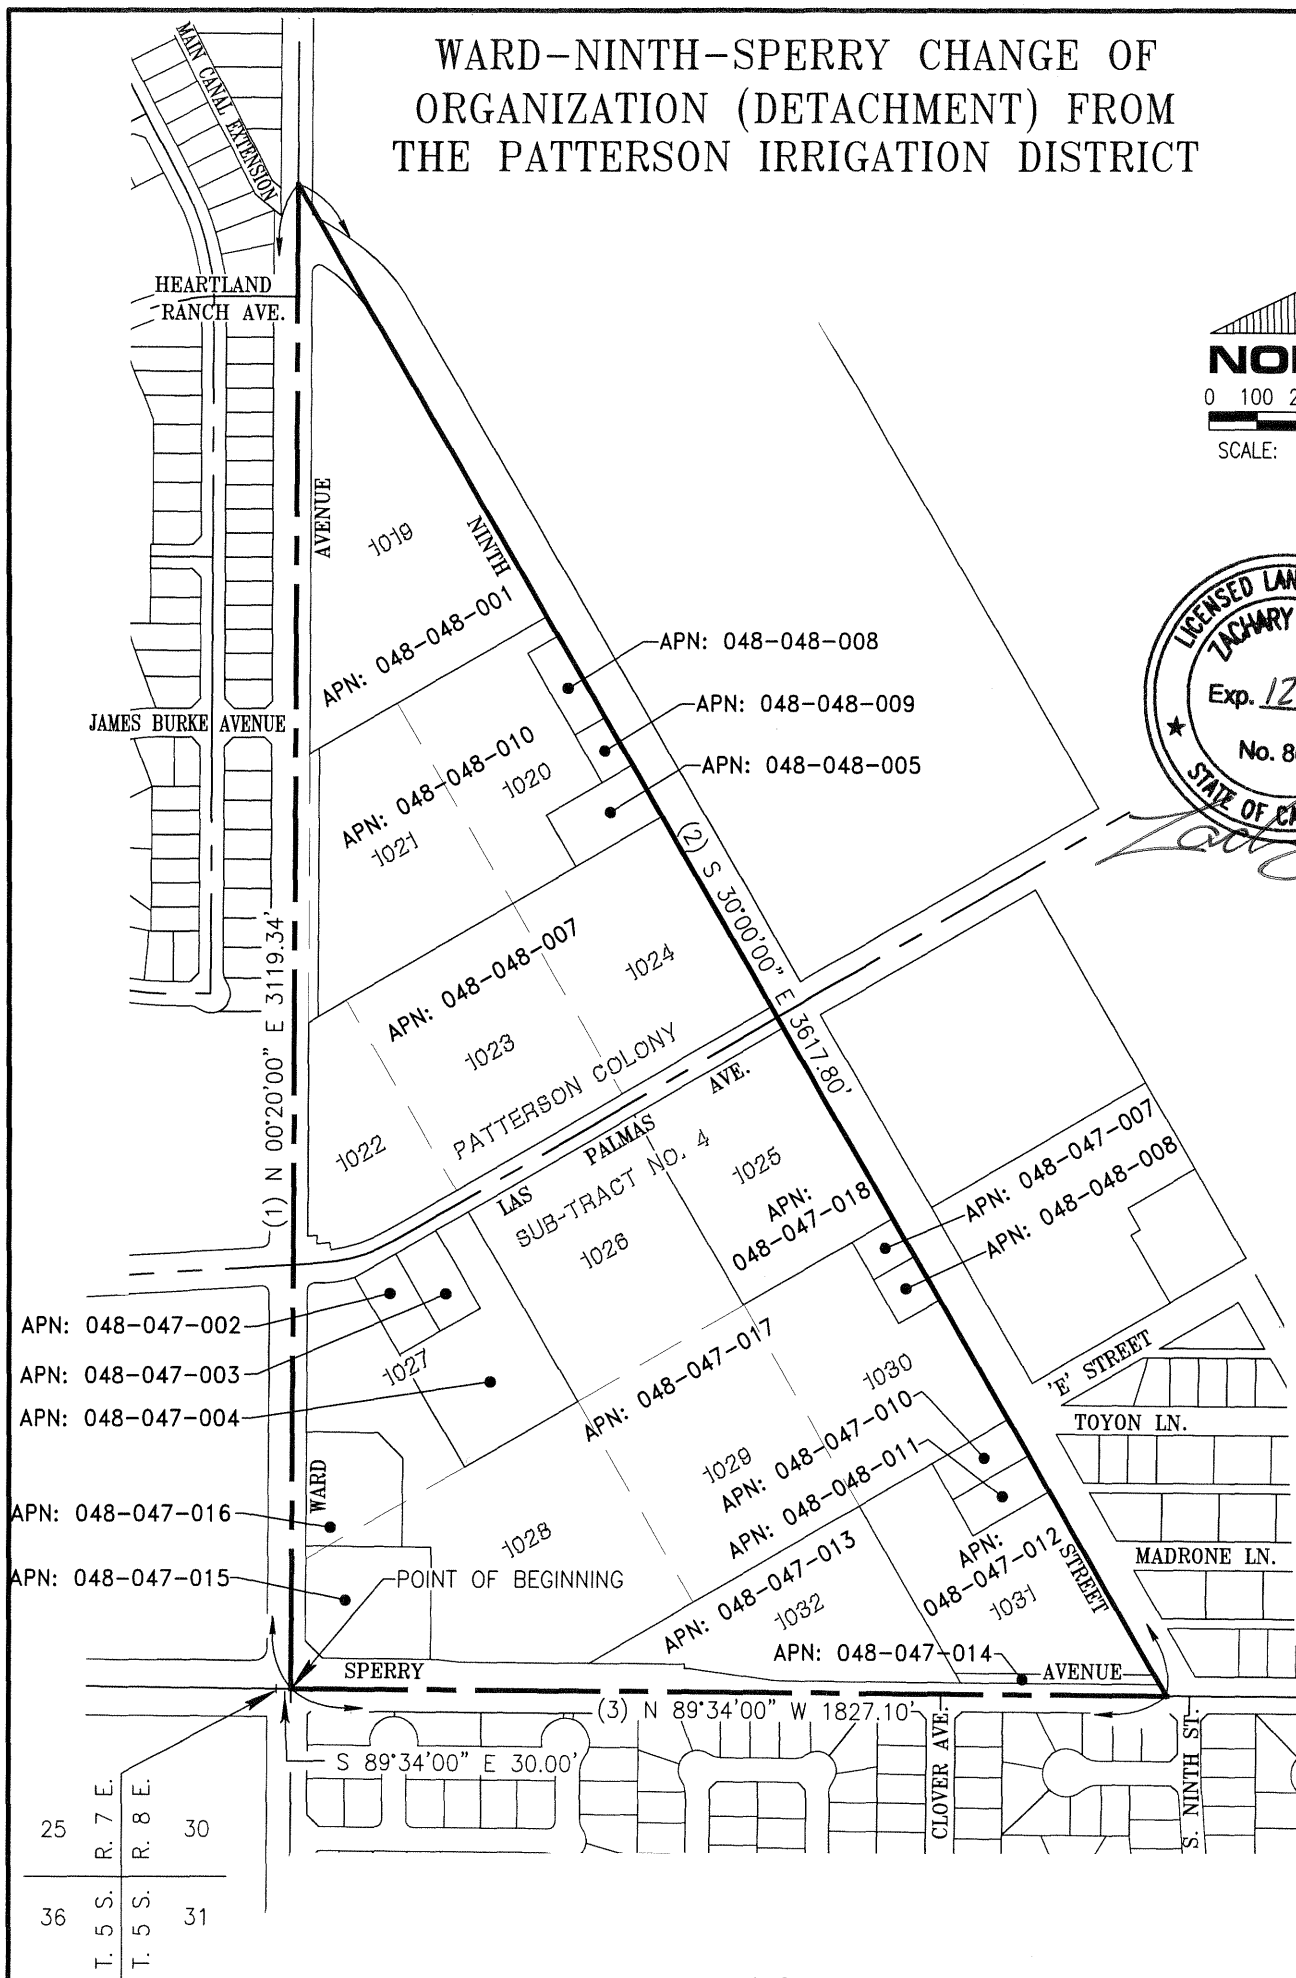 WARD-NINTH-SPERRY CHANGE OF
ORGANIZATION (DETACHMENT) FROM
THE PATTERSON IRRIGATION DISTRICT
MAIN CANAL EXTENSION
HEARTLAND
RANCH AVE.
0 100
SCALE:
LICENSED
ZACHARY
Exp. 12
No. 8
STATE OF
AVENUE
1019
NINTH
APN: 048-048-001
APN: 048-048-008
APN: 048-048-009
APN: 048-048-005
JAMES BURKE AVENUE
APN: 048-048-010
1020
1021
(2) S 30°00'00" E 3617.80'
(1) N 00°20'00" E 3119.34'
APN: 048-048-007
1024
1023
1022
PATTERSON COLONY
LAS PALMAS AVE.
SUB-TRACT NO. 4
1025
1026
APN:
048-047-018
APN: 048-047-007
APN: 048-048-008
APN: 048-047-002
APN: 048-047-003
APN: 048-047-004
1027
APN: 048-047-017
1030
'E' STREET
TOYON LN.
1029
APN: 048-047-010
APN: 048-048-011
WARD
APN: 048-047-016
APN: 048-047-015
1028
POINT OF BEGINNING
APN: 048-047-013
1032
APN:
048-047-012
1031
STREET
MADRONE LN.
APN: 048-047-014
SPERRY
AVENUE
(3) N 89°34'00" W 1827.10'
S 89°34'00" E 30.00'
CLOVER AVE.
S. NINTH ST.
25
R. 7 E.
R. 8 E.
30
36
T. 5 S.
T. 5 S.
31